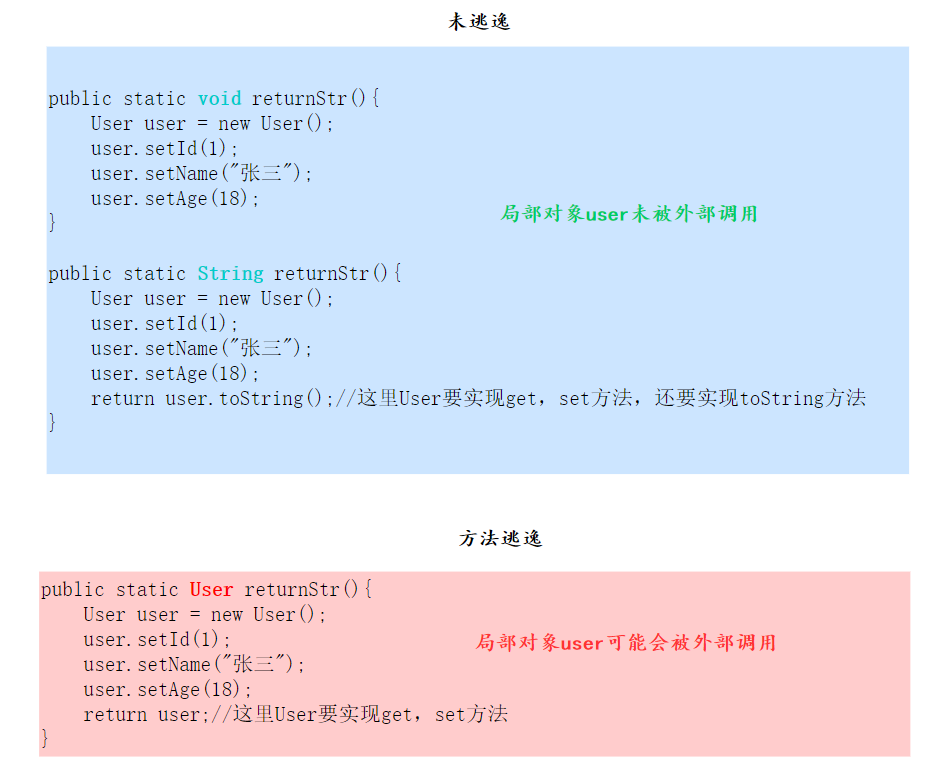 未逃逸
public static void returnStr(){
    User user = new User();
    user.setId(1);
    user.setName("张三");
    user.setAge(18);
}
局部对象user未被外部调用
public static String returnStr(){
    User user = new User();
    user.setId(1);
    user.setName("张三");
    user.setAge(18);
    return user.toString();//这里User要实现get，set方法，还要实现toString方法
}
方法逃逸
public static User returnStr(){
    User user = new User();
    user.setId(1);
    user.setName("张三");
    user.setAge(18);
    return user;//这里User要实现get，set方法
}
局部对象user可能会被外部调用